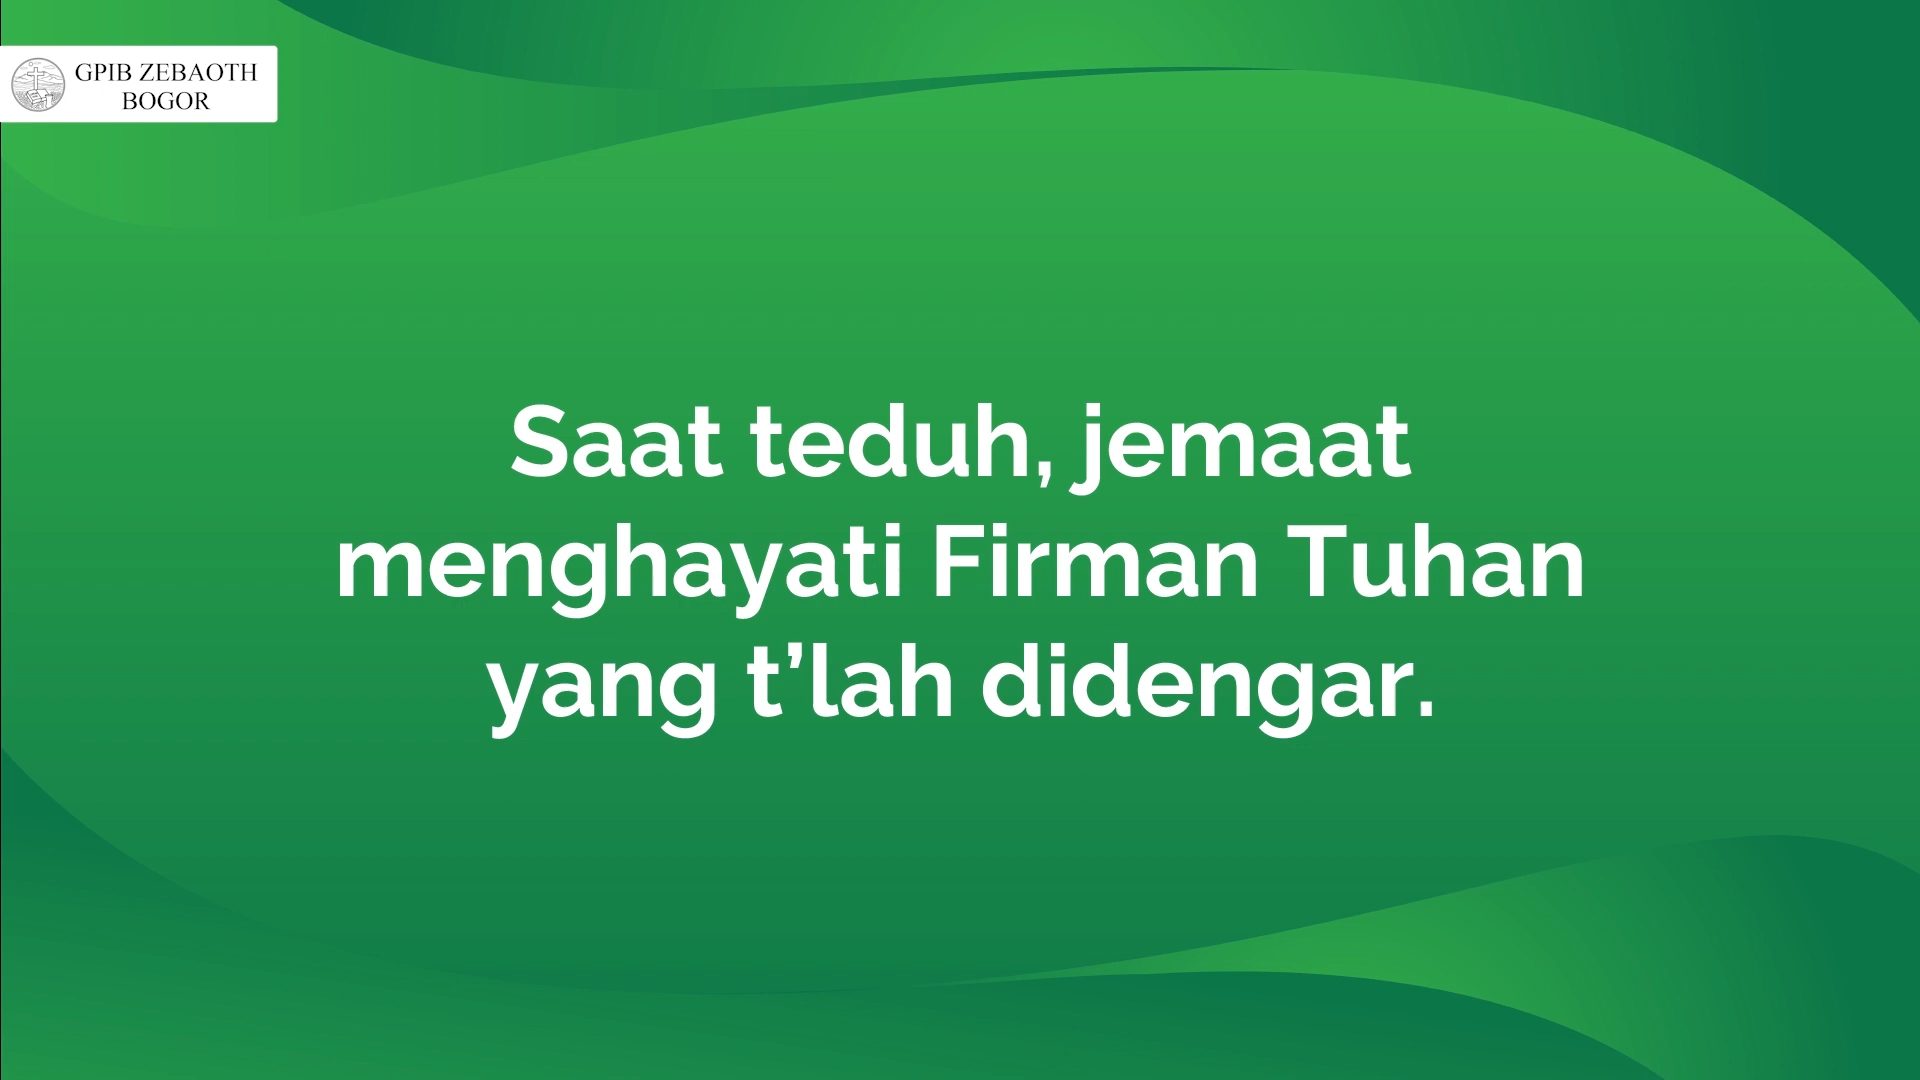 GPIB ZEBAOTH
BOGOR
Saat teduh, jemaat
menghayati Firman Tuhan
yang t’lah didengar.